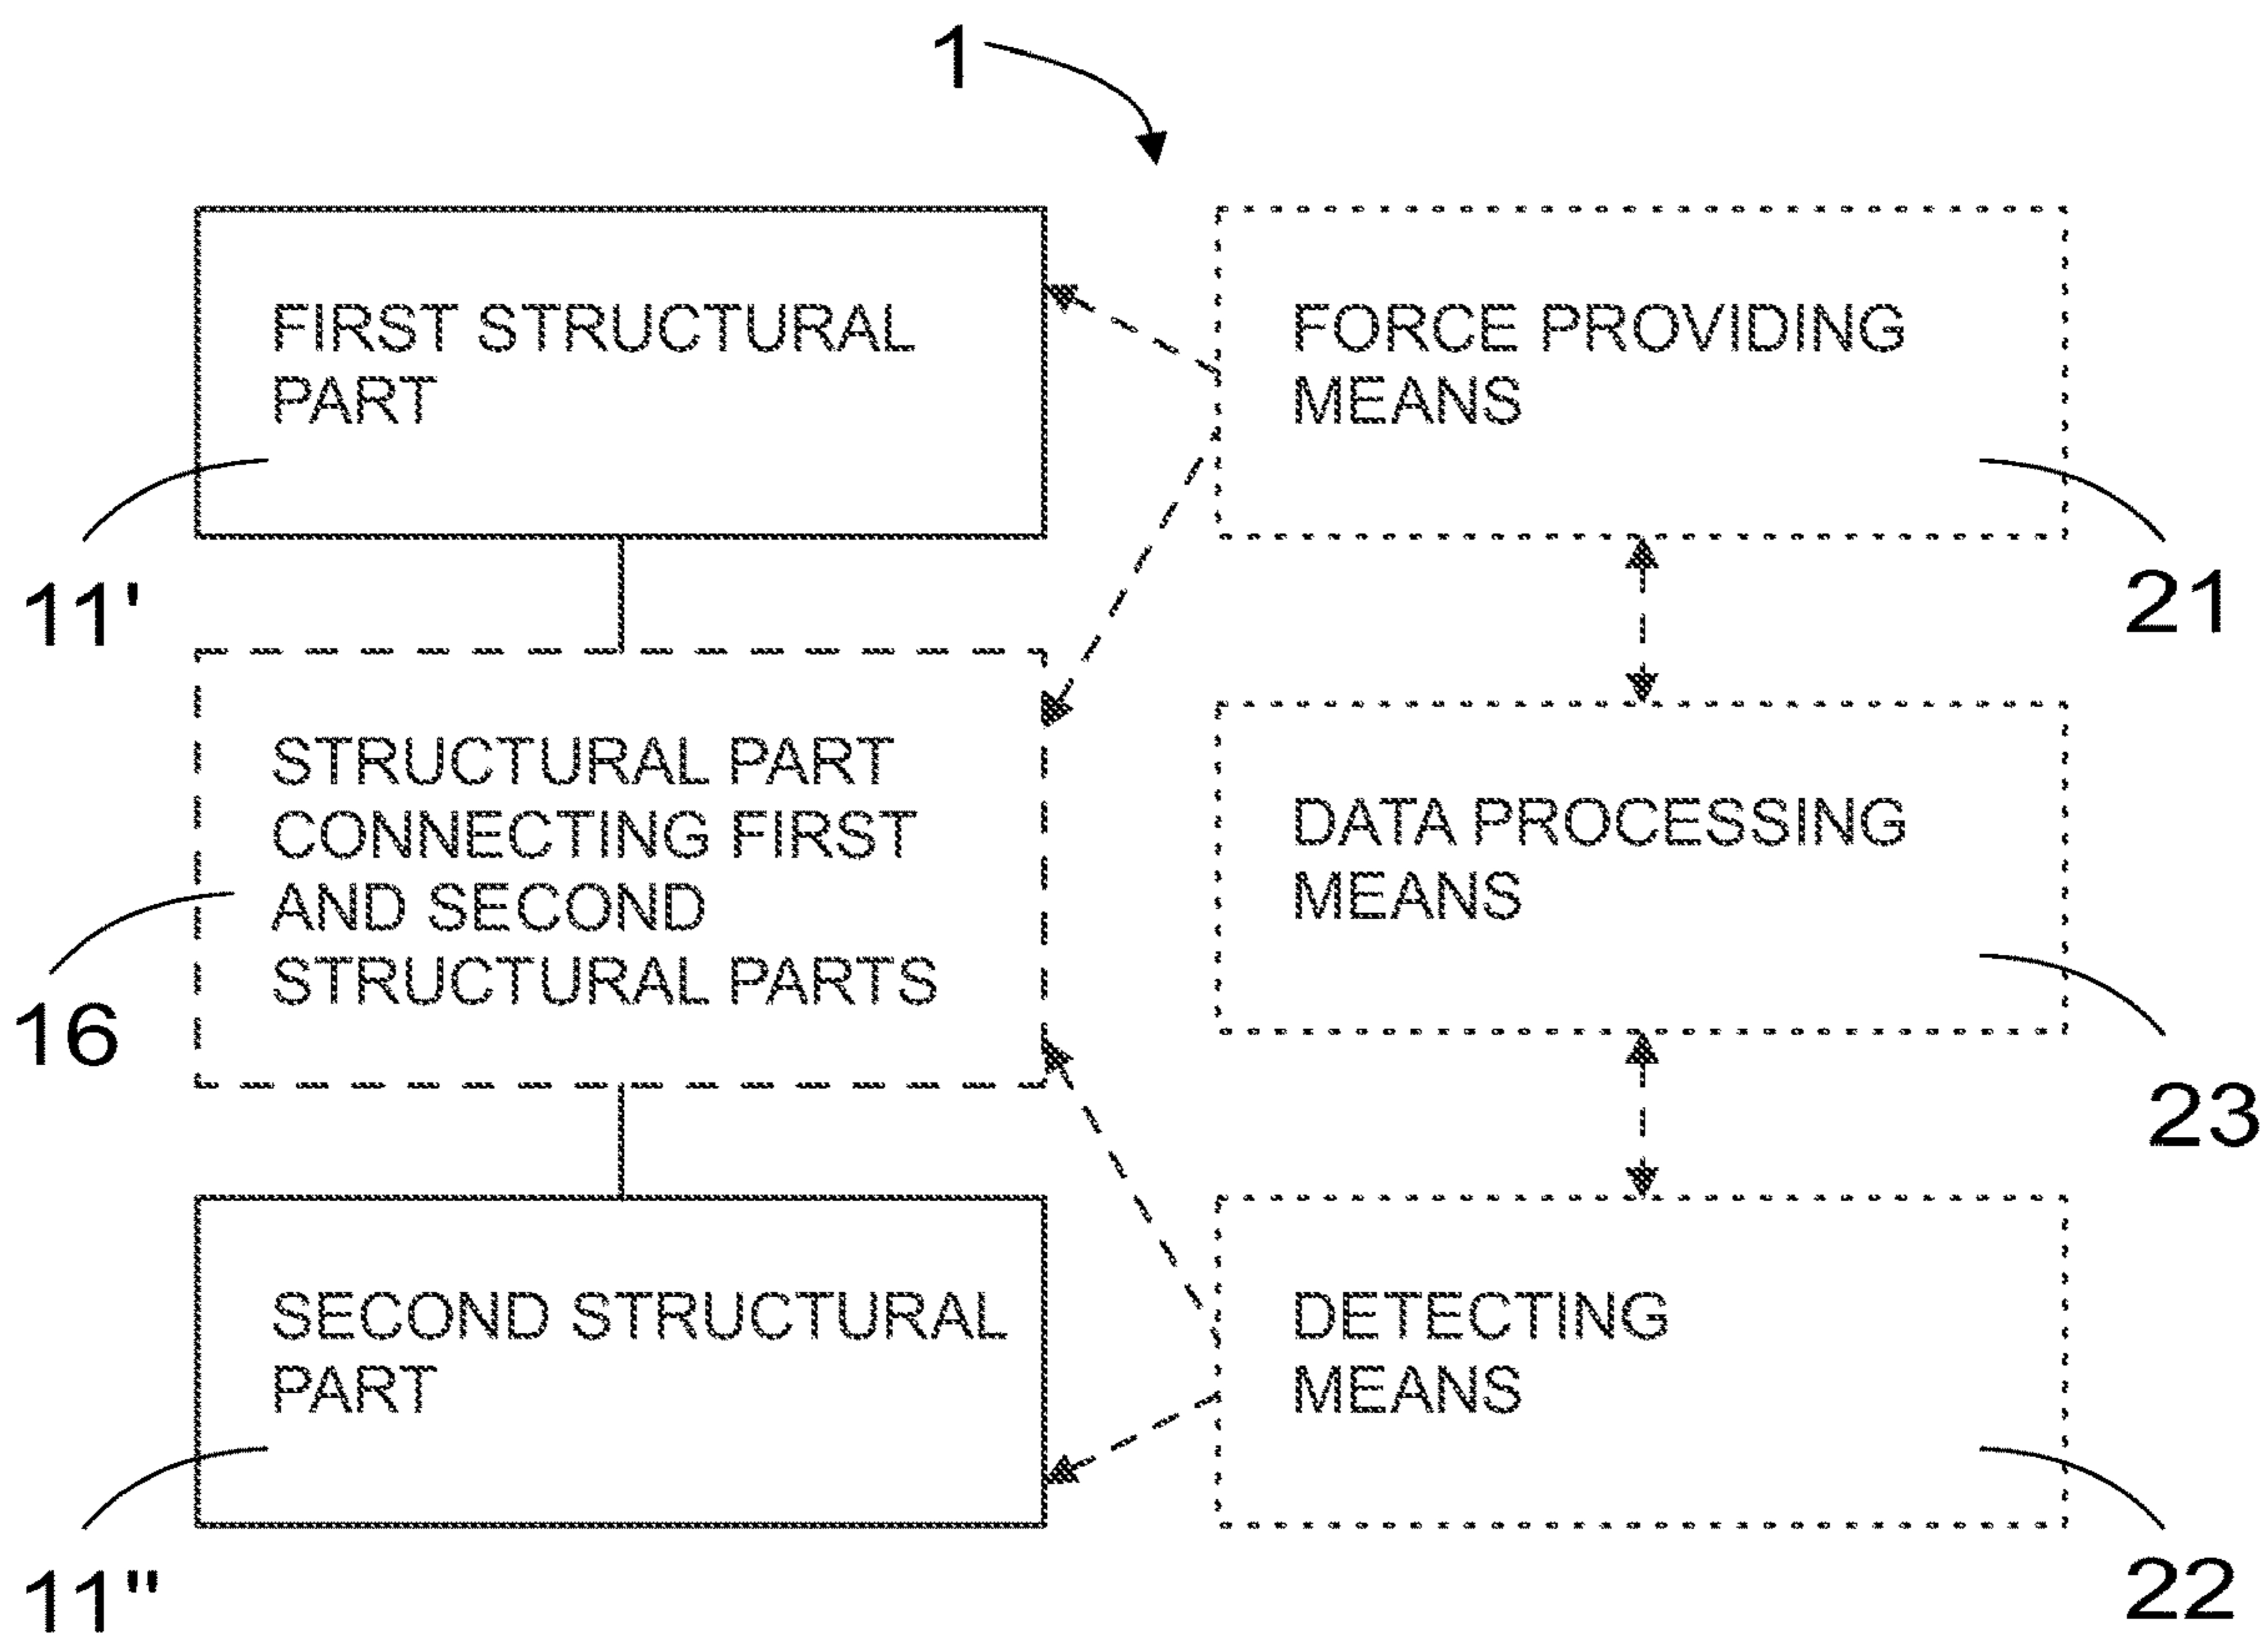 1
FIRST STRUCTURAL
PART
11'
FORCE PROVIDING
MEANS
21
STRUCTURAL PART
CONNECTING FIRST
AND SECOND
STRUCTURAL PARTS
16
DATA PROCESSING
MEANS
23
SECOND STRUCTURAL
PART
11"
DETECTING
MEANS
22